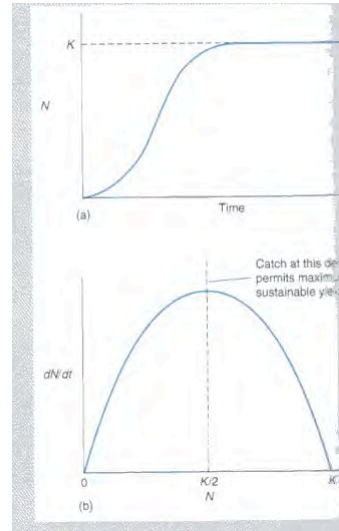 K
N
Time
(a)
Catch at this de
permits maximu
sustainable yie
dN/dt
0 K/2 K
N
(b)